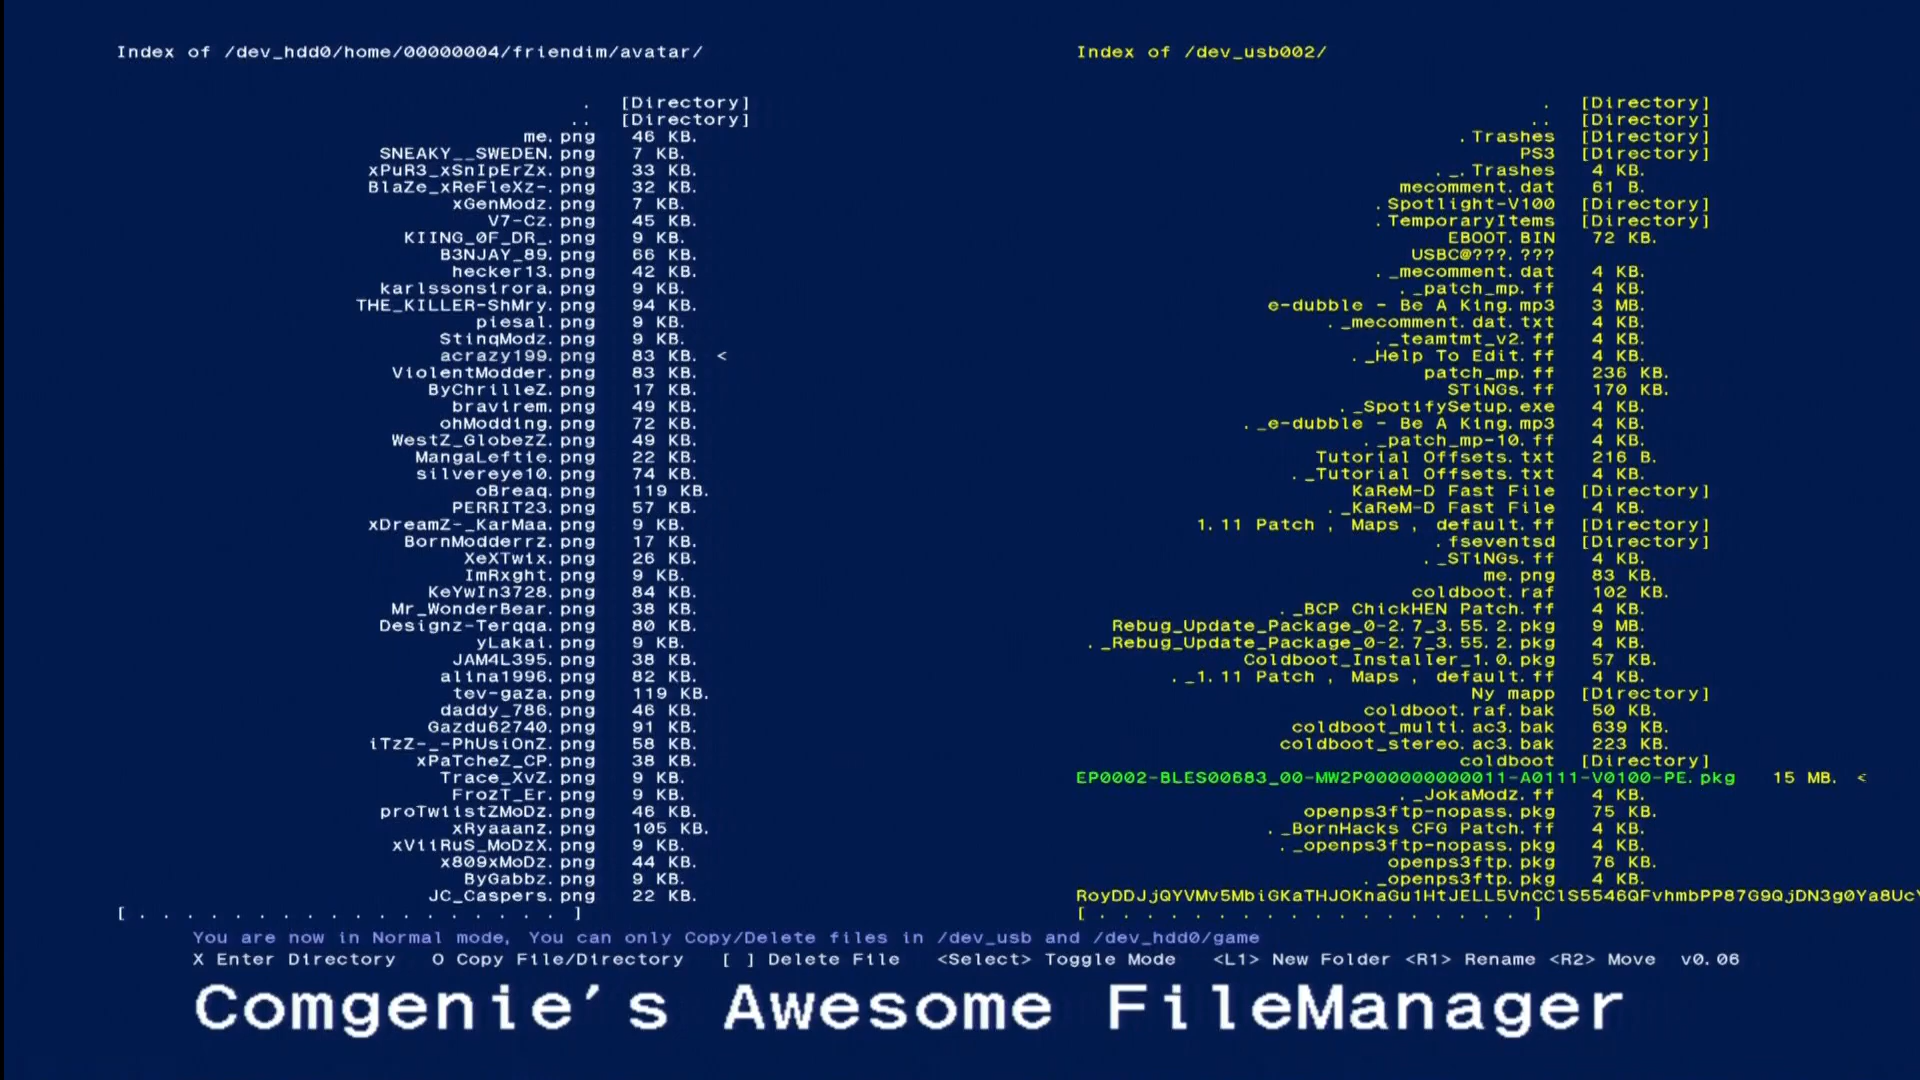 Index of /dev_hdd0/home/00000004/friendim/avatar/
. [Directory]
.. [Directory]
me.png 46 KB.
SNEAKY__SWEDEN.png 7 KB.
xPuR3_xSnIpErZx.png 33 KB.
BlaZe_xReFleXz-.png 32 KB.
xGenModz.png 7 KB.
V7-Cz.png 45 KB.
KIING_0F_DR_.png 9 KB.
B3NJAY_89.png 66 KB.
hecker13.png 42 KB.
karlssonsirora.png 9 KB.
THE_KILLER-ShMry.png 94 KB.
piesal.png 9 KB.
StinqModz.png 9 KB.
acrazy199.png 83 KB. <
ViolentModder.png 83 KB.
ByChrilleZ.png 17 KB.
bravirem.png 49 KB.
ohModding.png 72 KB.
WestZ_GlobezZ.png 49 KB.
MangaLeftie.png 22 KB.
silvereye10.png 74 KB.
oBreaq.png 119 KB.
PERRIT23.png 57 KB.
xDreamZ-_KarMaa.png 9 KB.
BornModderrz.png 17 KB.
XeXTwix.png 26 KB.
ImRxght.png 9 KB.
KeYwIn3728.png 84 KB.
Mr_WonderBear.png 38 KB.
Designz-Terqqa.png 80 KB.
yLakai.png 9 KB.
JAM4L395.png 38 KB.
alina1996.png 82 KB.
tev-gaza.png 119 KB.
daddy_786.png 46 KB.
Gazdu62740.png 91 KB.
iTzZ-_-PhUsiOnZ.png 58 KB.
xPaTcheZ_CP.png 38 KB.
Trace_XvZ.png 9 KB.
FrozT_Er.png 9 KB.
proTwiistZMoDz.png 46 KB.
xRyaaanz.png 105 KB.
xViiRuS_MoDzX.png 9 KB.
x809xMoDz.png 44 KB.
ByGabbz.png 9 KB.
JC_Caspers.png 22 KB.
[ . . . . . . . . . . . . . . . . . . ]
Index of /dev_usb002/
. [Directory]
.. [Directory]
.Trashes [Directory]
PS3 [Directory]
._.Trashes 4 KB.
mecomment.dat 61 B.
.Spotlight-V100 [Directory]
.TemporaryItems [Directory]
EBOOT.BIN 72 KB.
USBC@???.???
._mecomment.dat 4 KB.
._patch_mp.ff 4 KB.
e-dubble - Be A King.mp3 3 MB.
._mecomment.dat.txt 4 KB.
._teamtmt_v2.ff 4 KB.
._Help To Edit.ff 4 KB.
patch_mp.ff 236 KB.
STiNGs.ff 170 KB.
._SpotifySetup.exe 4 KB.
._e-dubble - Be A King.mp3 4 KB.
._patch_mp-10.ff 4 KB.
Tutorial Offsets.txt 216 B.
._Tutorial Offsets.txt 4 KB.
KaReM-D Fast File [Directory]
._KaReM-D Fast File 4 KB.
1.11 Patch , Maps , default.ff [Directory]
.fseventsd [Directory]
._STiNGs.ff 4 KB.
me.png 83 KB.
coldboot.raf 102 KB.
._BCP ChickHEN Patch.ff 4 KB.
Rebug_Update_Package_0-2.7_3.55.2.pkg 9 MB.
._Rebug_Update_Package_0-2.7_3.55.2.pkg 4 KB.
Coldboot_Installer_1.0.pkg 57 KB.
._1.11 Patch , Maps , default.ff 4 KB.
Ny mapp [Directory]
coldboot.raf.bak 50 KB.
coldboot_multi.ac3.bak 639 KB.
coldboot_stereo.ac3.bak 223 KB.
coldboot [Directory]
EP0002-BLES00683_00-MW2P000000000011-A0111-V0100-PE.pkg 15 MB. <
._JokaModz.ff 4 KB.
openps3ftp-nopass.pkg 75 KB.
._BornHacks CFG Patch.ff 4 KB.
._openps3ftp-nopass.pkg 4 KB.
openps3ftp.pkg 76 KB.
._openps3ftp.pkg 4 KB.
RoyDDJjQYVMv5MbiGKaTHJOKnaGu1HtJELL5VnCClS5546QFvhmbPP87G9QjDN3g0Ya8Uc
[ . . . . . . . . . . . . . . . . . . ]
You are now in Normal mode, You can only Copy/Delete files in /dev_usb and /dev_hdd0/game
X Enter Directory O Copy File/Directory [ ] Delete File <Select> Toggle Mode <L1> New Folder <R1> Rename <R2> Move v0.06
Comgenie's Awesome FileManager